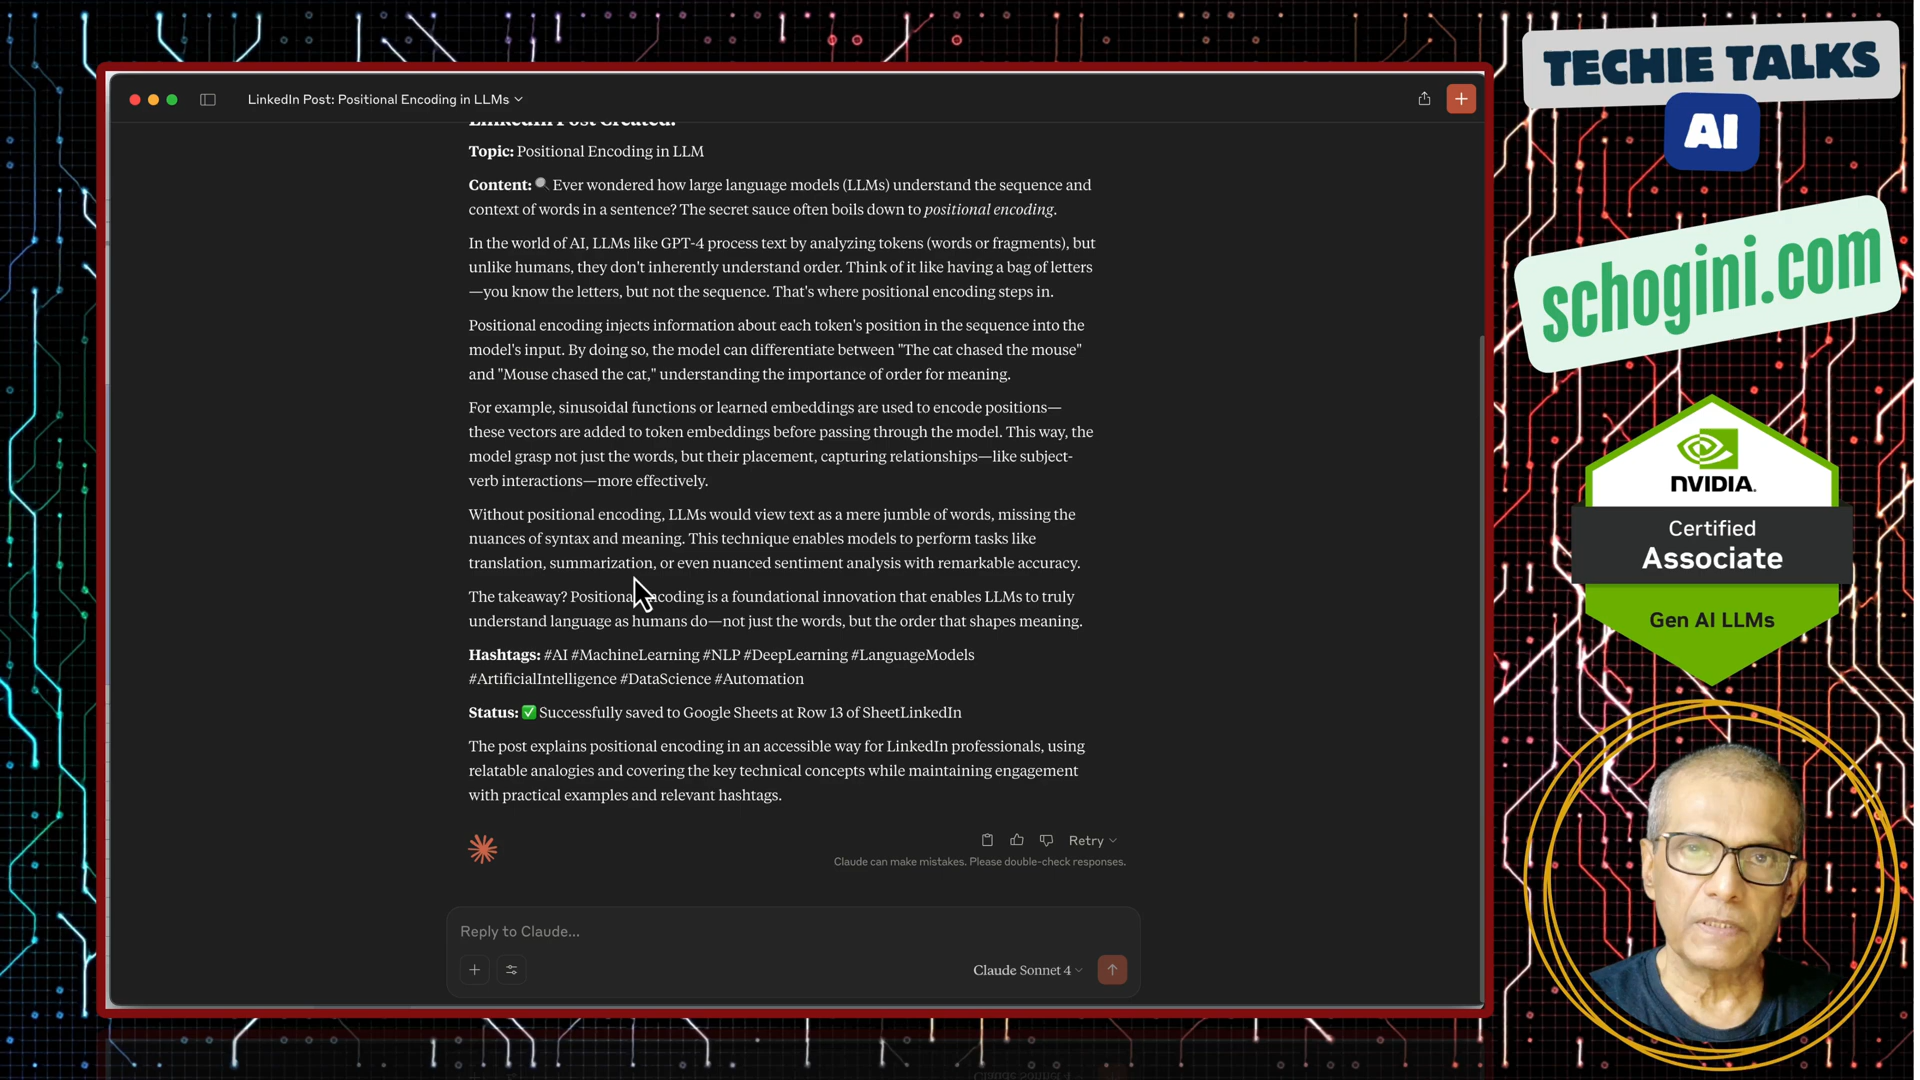 LinkedIn Post: Positional Encoding in LLMs
LinkedIn Post Created:
Topic: Positional Encoding in LLM
Content: 🔍 Ever wondered how large language models (LLMs) understand the sequence and
context of words in a sentence? The secret sauce often boils down to positional encoding.
In the world of AI, LLMs like GPT-4 process text by analyzing tokens (words or fragments), but
unlike humans, they don't inherently understand order. Think of it like having a bag of letters
—you know the letters, but not the sequence. That's where positional encoding steps in.
Positional encoding injects information about each token's position in the sequence into the
model's input. By doing so, the model can differentiate between "The cat chased the mouse"
and "Mouse chased the cat," understanding the importance of order for meaning.
For example, sinusoidal functions or learned embeddings are used to encode positions—
these vectors are added to token embeddings before passing through the model. This way, the
model grasp not just the words, but their placement, capturing relationships—like subject-
verb interactions—more effectively.
Without positional encoding, LLMs would view text as a mere jumble of words, missing the
nuances of syntax and meaning. This technique enables models to perform tasks like
translation, summarization, or even nuanced sentiment analysis with remarkable accuracy.
The takeaway? Positional encoding is a foundational innovation that enables LLMs to truly
understand language as humans do—not just the words, but the order that shapes meaning.
Hashtags: #AI #MachineLearning #NLP #DeepLearning #LanguageModels
#ArtificialIntelligence #DataScience #Automation
Status: ✅ Successfully saved to Google Sheets at Row 13 of SheetLinkedIn
The post explains positional encoding in an accessible way for LinkedIn professionals, using
relatable analogies and covering the key technical concepts while maintaining engagement
with practical examples and relevant hashtags.
Retry
Claude can make mistakes. Please double-check responses.
Reply to Claude...
Claude Sonnet 4
TECHIE TALKS
AI
schogini.com
NVIDIA.
Certified
Associate
Gen AI LLMs